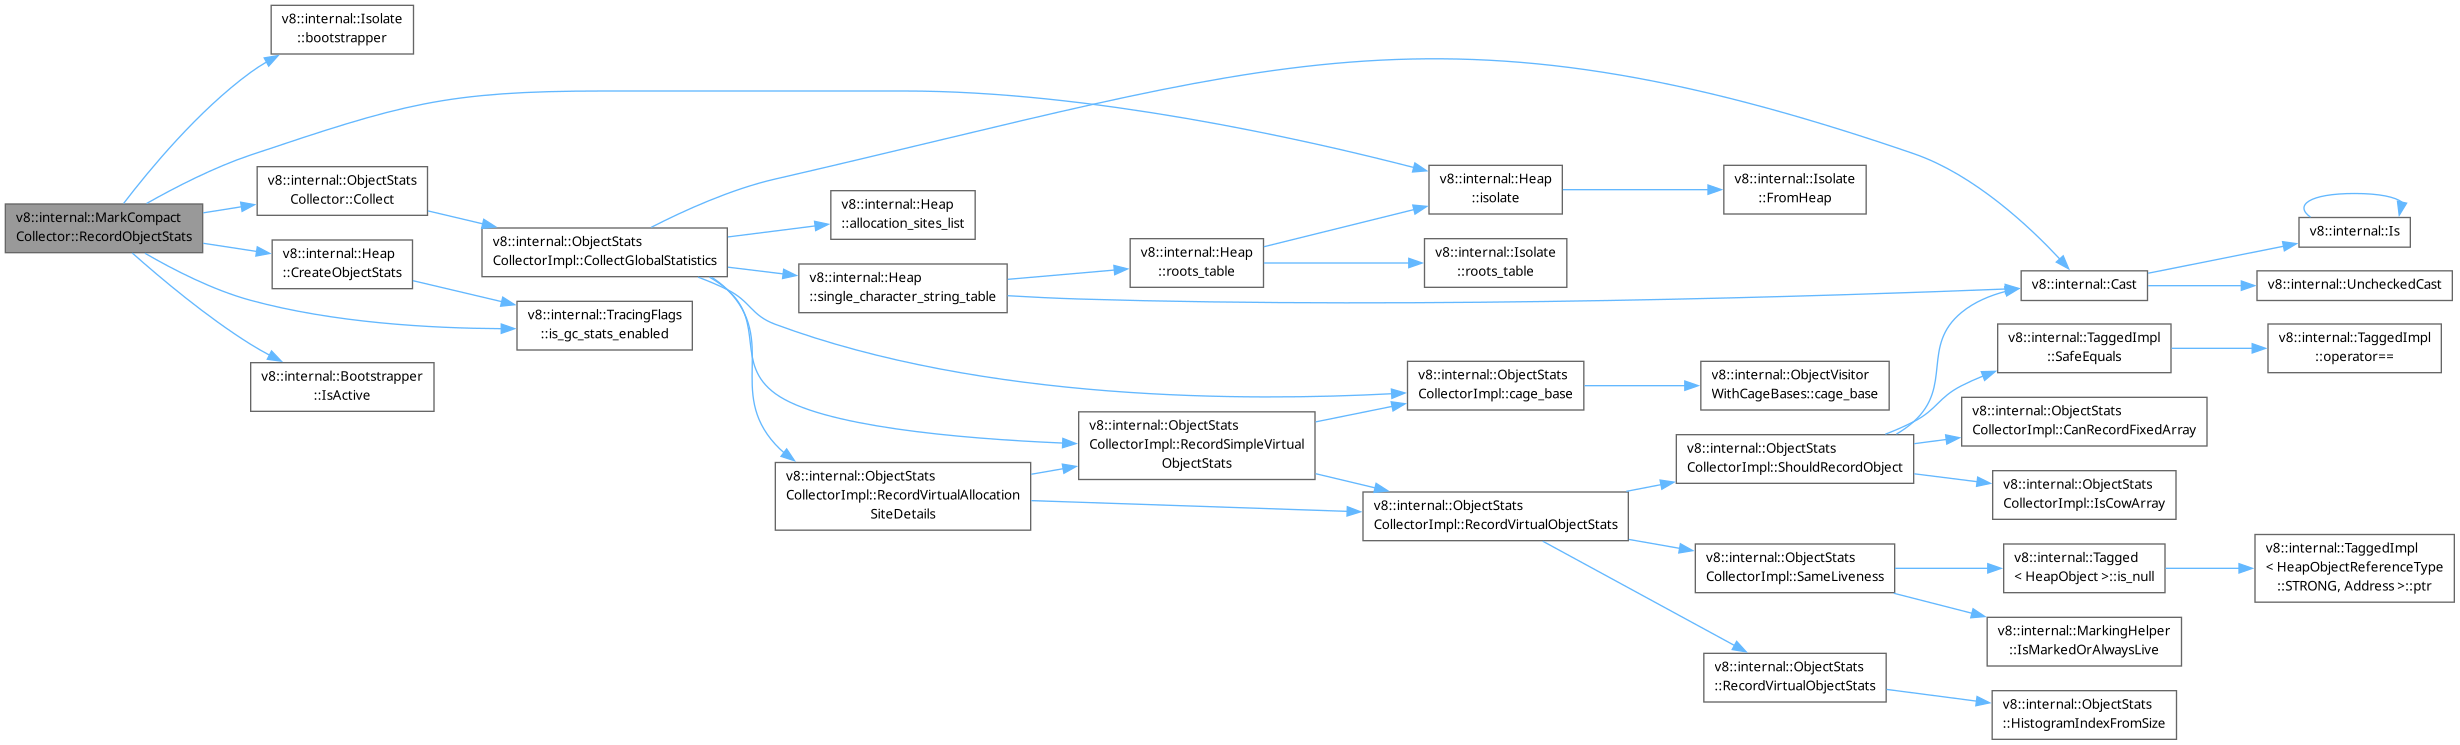 v8::internal::Isolate
::bootstrapper
v8::internal::MarkCompact
Collector::RecordObjectStats
v8::internal::ObjectStats
Collector::Collect
v8::internal::Heap
::CreateObjectStats
v8::internal::Bootstrapper
::IsActive
v8::internal::ObjectStats
CollectorImpl::CollectGlobalStatistics
v8::internal::TracingFlags
::is_gc_stats_enabled
v8::internal::Heap
::allocation_sites_list
v8::internal::Heap
::single_character_string_table
v8::internal::ObjectStats
CollectorImpl::RecordVirtualAllocation
SiteDetails
v8::internal::Heap
::roots_table
v8::internal::ObjectStats
CollectorImpl::RecordSimpleVirtual
ObjectStats
v8::internal::Heap
::isolate
v8::internal::Isolate
::roots_table
v8::internal::ObjectStats
CollectorImpl::cage_base
v8::internal::ObjectStats
CollectorImpl::RecordVirtualObjectStats
v8::internal::Isolate
::FromHeap
v8::internal::ObjectVisitor
WithCageBases::cage_base
v8::internal::ObjectStats
CollectorImpl::ShouldRecordObject
v8::internal::ObjectStats
CollectorImpl::SameLiveness
v8::internal::ObjectStats
::RecordVirtualObjectStats
v8::internal::Cast
v8::internal::TaggedImpl
::SafeEquals
v8::internal::ObjectStats
CollectorImpl::CanRecordFixedArray
v8::internal::ObjectStats
CollectorImpl::IsCowArray
v8::internal::Tagged
< HeapObject >::is_null
v8::internal::MarkingHelper
::IsMarkedOrAlwaysLive
v8::internal::ObjectStats
::HistogramIndexFromSize
v8::internal::Is
v8::internal::UncheckedCast
v8::internal::TaggedImpl
::operator==
v8::internal::TaggedImpl
< HeapObjectReferenceType
::STRONG, Address >::ptr